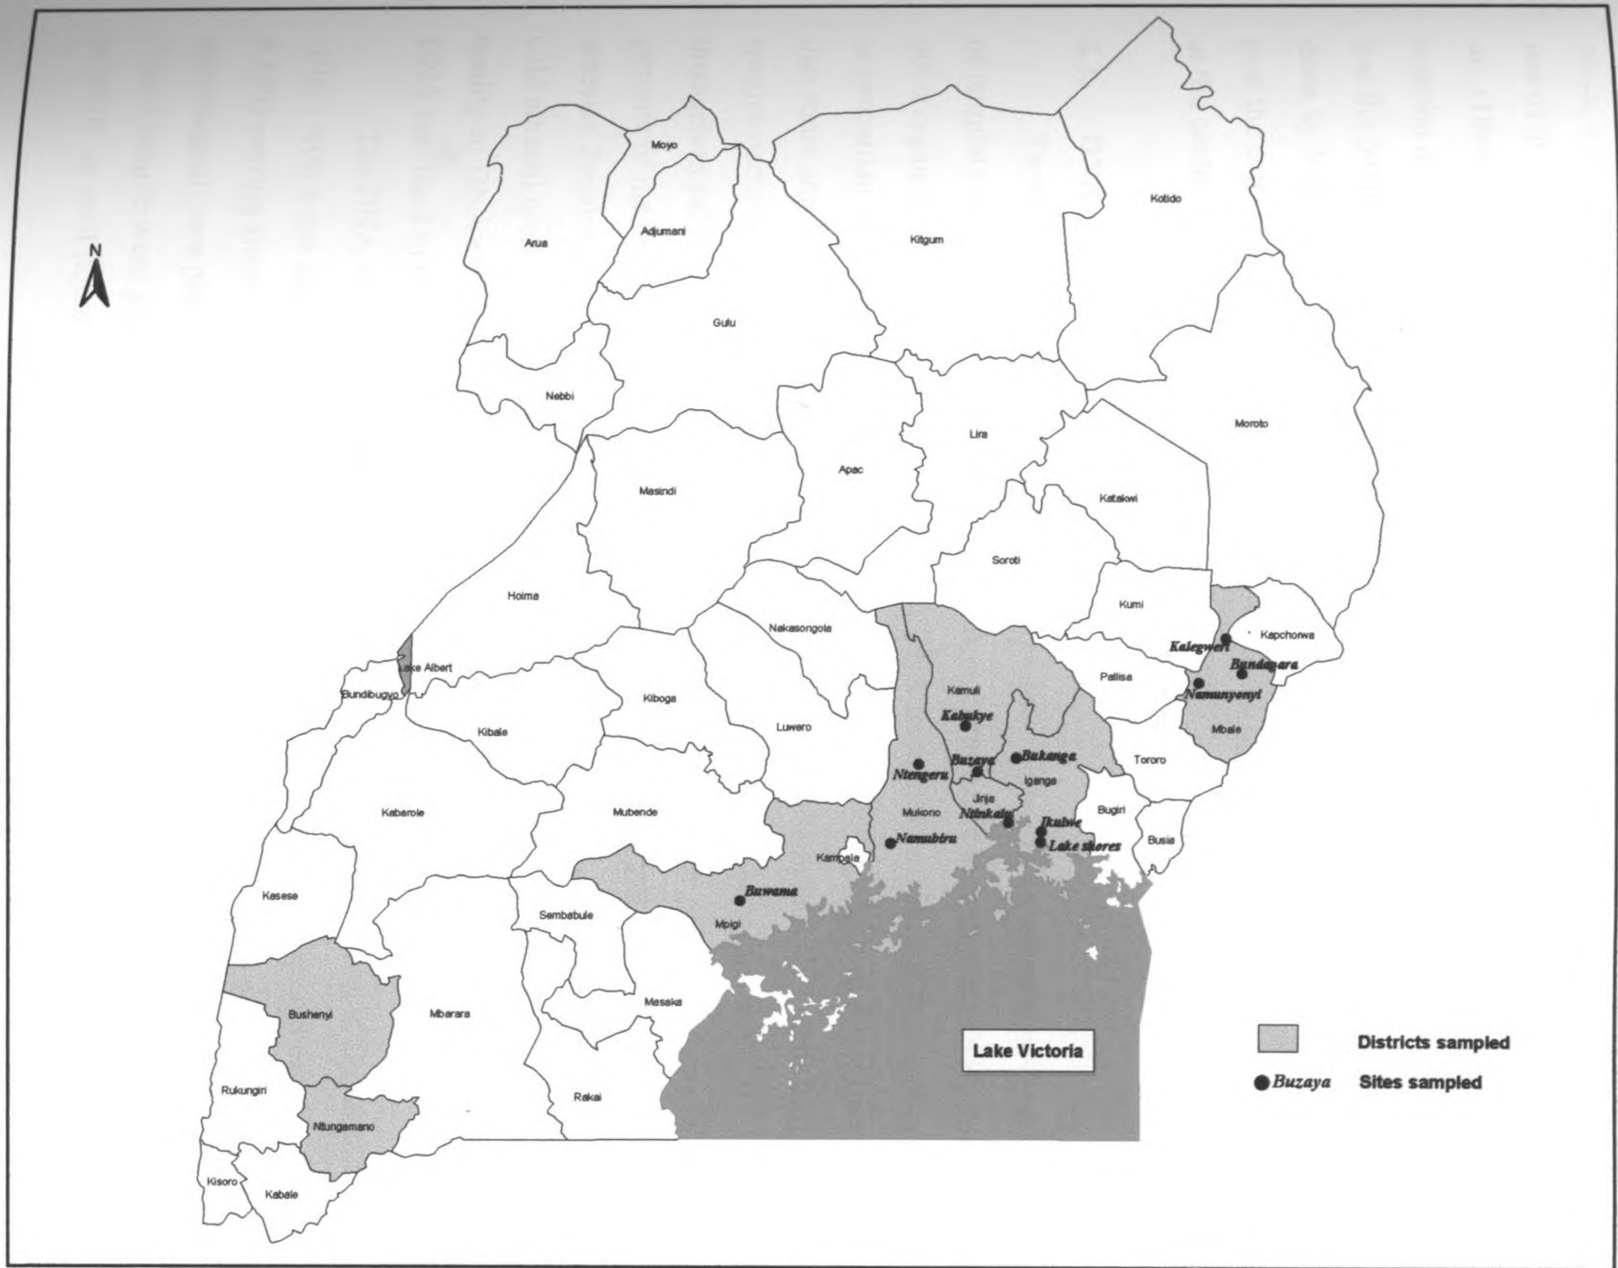 N
Moyo
Adjumani
Arua
Kotido
Kitgum
Gulu
Nebbi
Moroto
Lira
Apac
Masindi
Katakwi
Soroti
Hoima
Kumi
Nakasongola
Kapchorwa
Kalegweri
Bundagara
Namunyonyi
Mbale
Pallisa
Lake Albert
Bundibugyo
Kamuli
Kabukye
Kiboga
Luwero
Kibale
Buzaya
Bukanga
Iganga
Tororo
Ntengeru
Jinja
Mukono
Kabarole
Mubende
Bugiri
Ikulwe
Busia
Lake shores
Namubiru
Kampala
Kasese
Buwama
Mpigi
Sembabule
Masaka
Bushenyi
Mbarara
Lake Victoria
Districts sampled
Buzaya Sites sampled
Rukungiri
Rakai
Ntungamano
Kisoro
Kabale